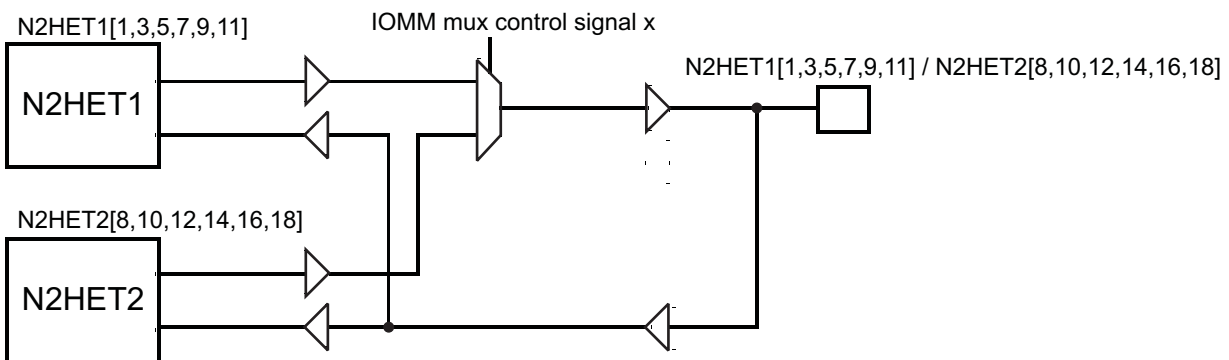 N2HET1[1,3,5,7,9,11]
IOMM mux control signal x
N2HET1[1,3,5,7,9,11] / N2HET2[8,10,12,14,16,18]
N2HET1
N2HET2[8,10,12,14,16,18]
N2HET2